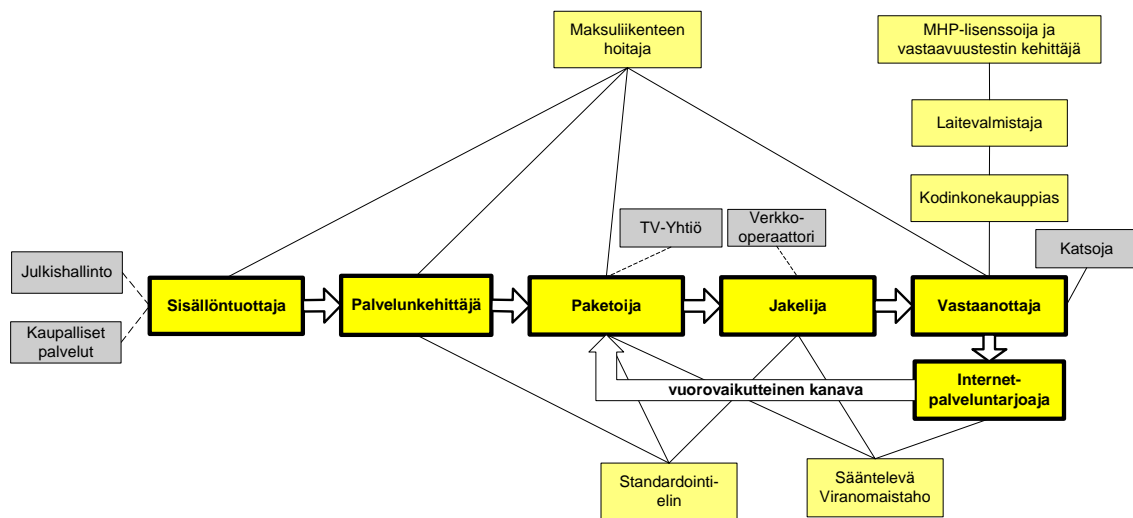 Maksuliikenteen
hoitaja
MHP-lisenssoija ja
vastaavuustestin kehittäjä
Laitevalmistaja
Kodinkonekauppias
TV-Yhtiö
Verkko-
operaattori
Katsoja
Julkishallinto
Kaupalliset
palvelut
Sisällöntuottaja
Palvelunkehittäjä
Paketoija
Jakelija
Vastaanottaja
vuorovaikutteinen kanava
Internet-
palveluntarjoaja
Standardointi-
elin
Sääntelevä
Viranomaistaho